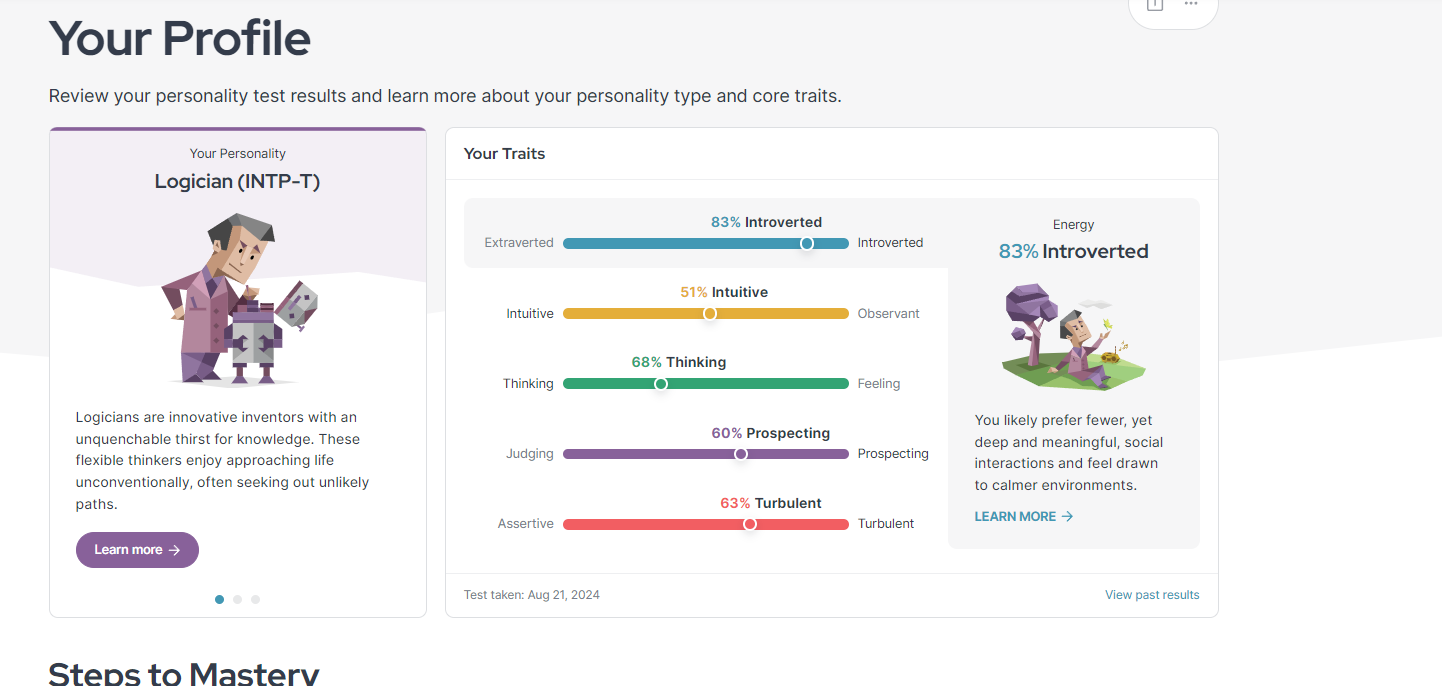 Your Profile
Review your personality test results and learn more about your personality type and core traits.
Your Personality
Logician (INTP-T)
Logicians are innovative inventors with an
unquenchable thirst for knowledge. These
flexible thinkers enjoy approaching life
unconventionally, often seeking out unlikely
paths.
Learn more →
Your Traits
83% Introverted
Extraverted Introverted
51% Intuitive
Intuitive Observant
68% Thinking
Thinking Feeling
60% Prospecting
Judging Prospecting
63% Turbulent
Assertive Turbulent
Energy
83% Introverted
You likely prefer fewer, yet
deep and meaningful, social
interactions and feel drawn
to calmer environments.
LEARN MORE →
Test taken: Aug 21, 2024
View past results
Steps to Mastery